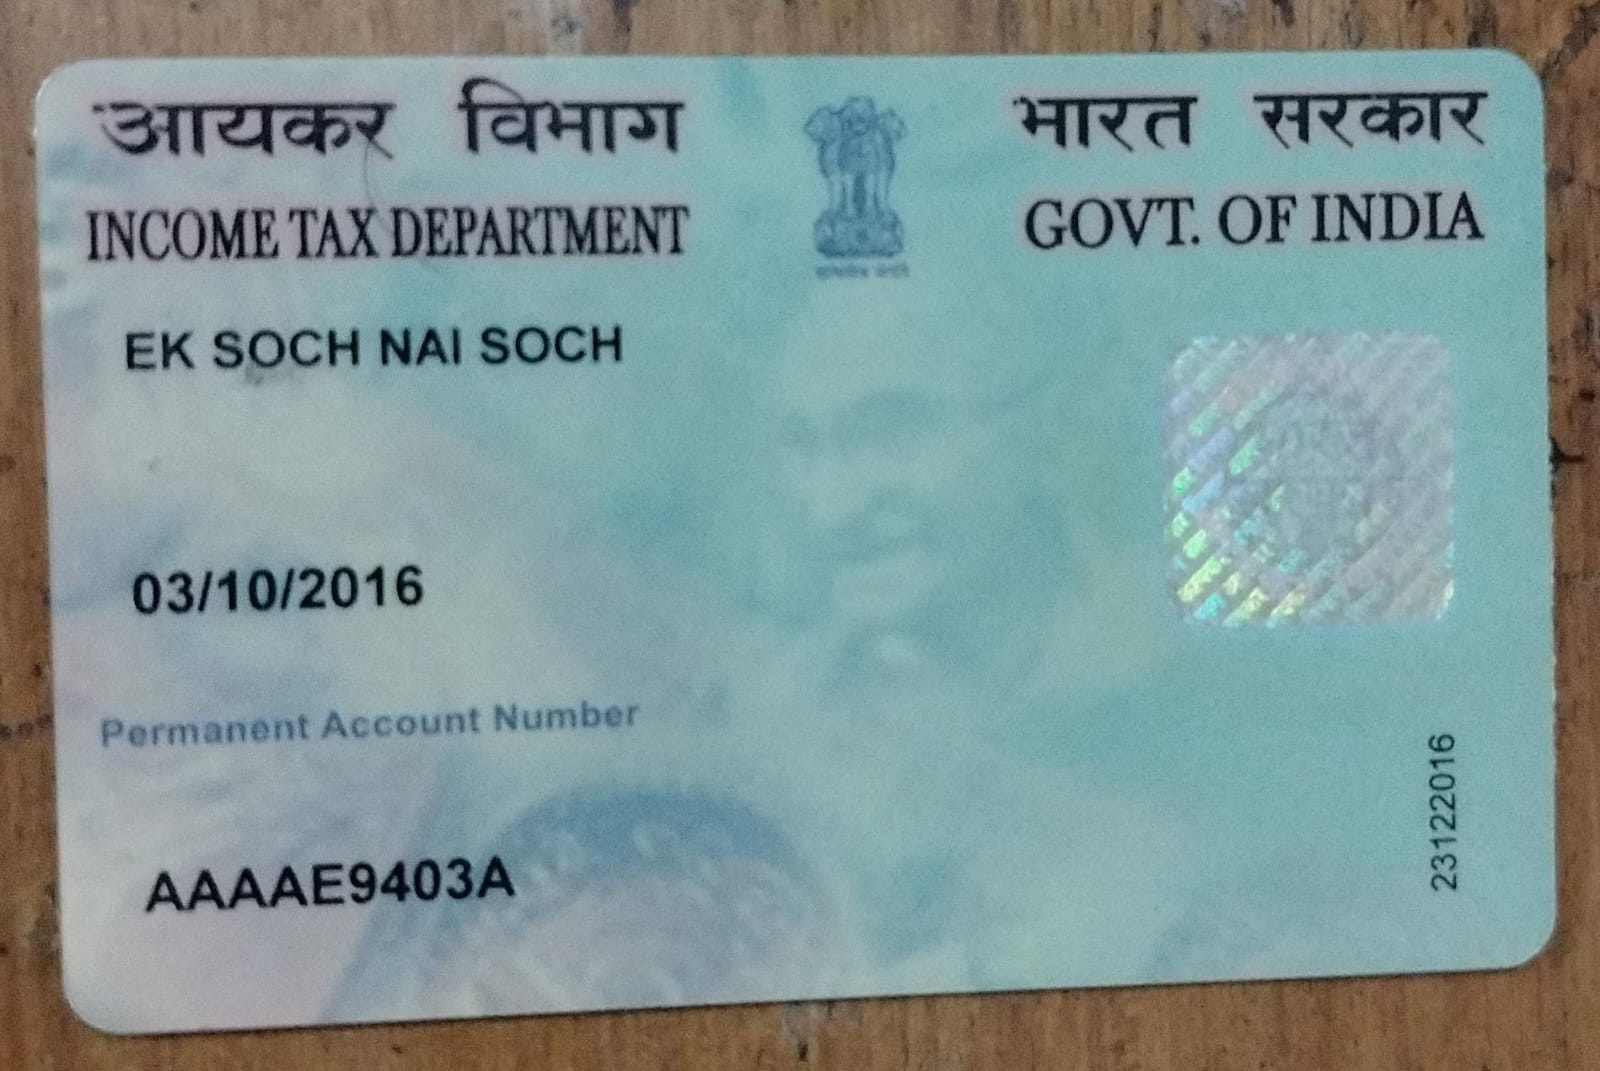 आयकर विभाग
भारत सरकार
INCOME TAX DEPARTMENT
GOVT. OF INDIA
EK SOCH NAI SOCH
03/10/2016
Permanent Account Number
AAAAE9403A
23122016